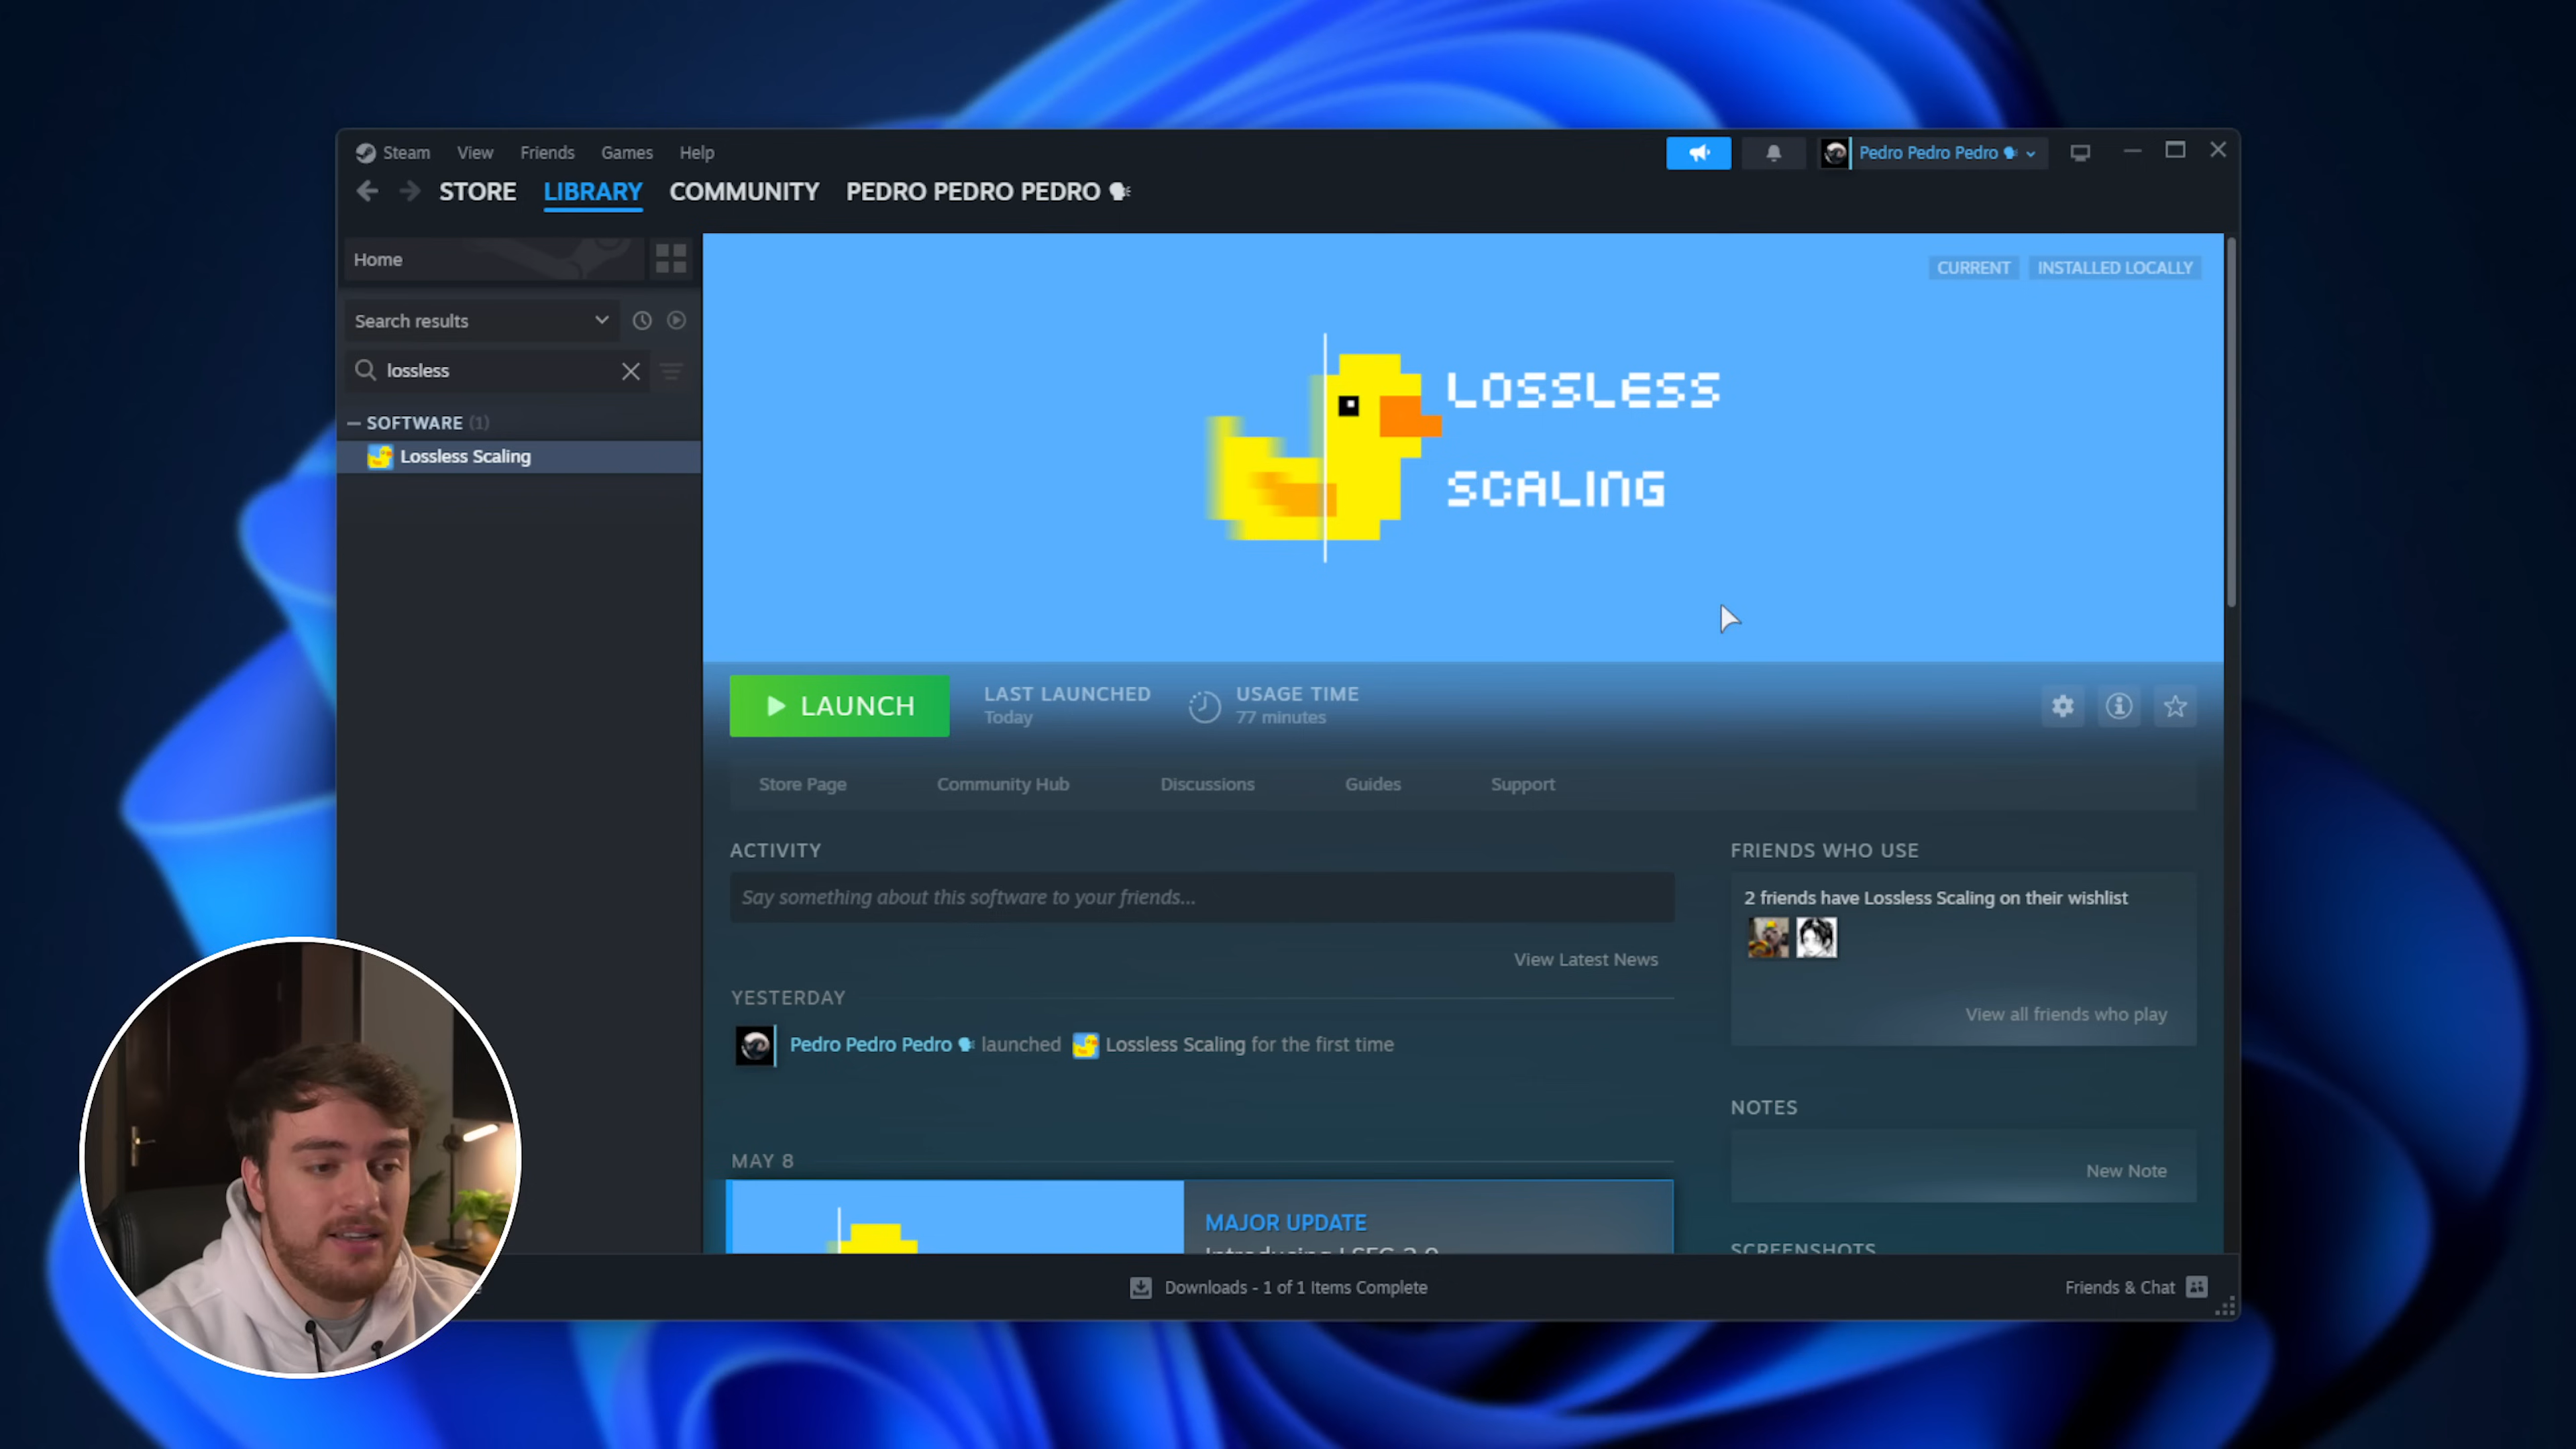 Steam View Friends Games Help
Pedro Pedro Pedro
STORE LIBRARY COMMUNITY PEDRO PEDRO PEDRO
Home
CURRENT INSTALLED LOCALLY
Search results
lossless
SOFTWARE (1)
Lossless Scaling
LOSSLESS
SCALING
LAUNCH
LAST LAUNCHED
Today
USAGE TIME
77 minutes
Store Page Community Hub Discussions Guides Support
ACTIVITY
Say something about this software to your friends...
View Latest News
YESTERDAY
Pedro Pedro Pedro launched Lossless Scaling for the first time
MAY 8
MAJOR UPDATE
FRIENDS WHO USE
2 friends have Lossless Scaling on their wishlist
View all friends who play
NOTES
New Note
SCREENSHOTS
Downloads - 1 of 1 Items Complete
Friends & Chat